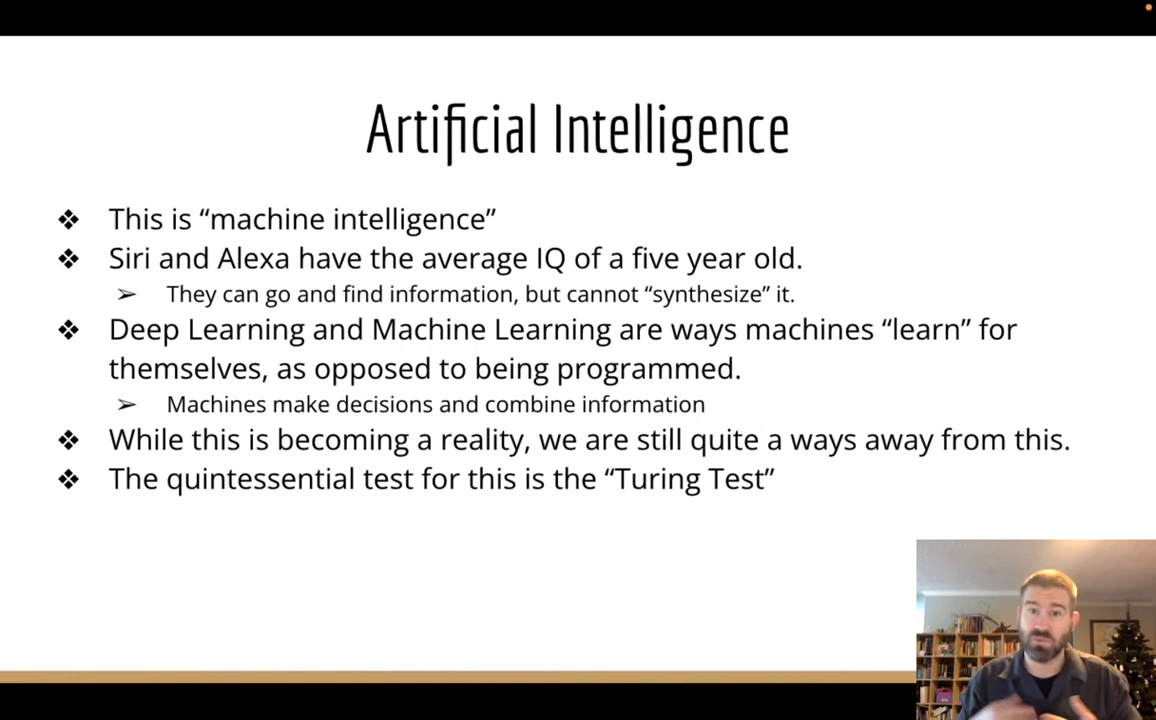 Artificial Intelligence
❖ This is “machine intelligence”
❖ Siri and Alexa have the average IQ of a five year old.
➢ They can go and find information, but cannot “synthesize” it.
❖ Deep Learning and Machine Learning are ways machines “learn” for
themselves, as opposed to being programmed.
➢ Machines make decisions and combine information
❖ While this is becoming a reality, we are still quite a ways away from this.
❖ The quintessential test for this is the “Turing Test”